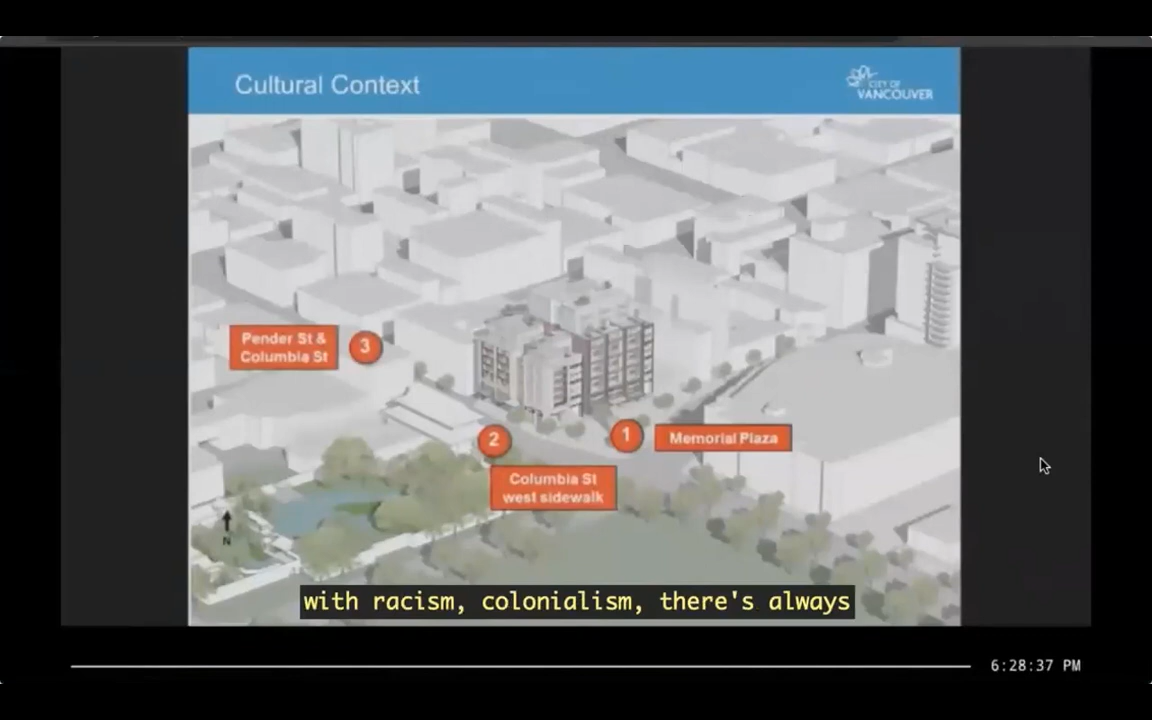 Cultural Context
CITY OF
VANCOUVER
Pender St &
Columbia St
3
2
1
Memorial Plaza
Columbia St
west sidewalk
N
with racism, colonialism, there's always
6:28:37 PM